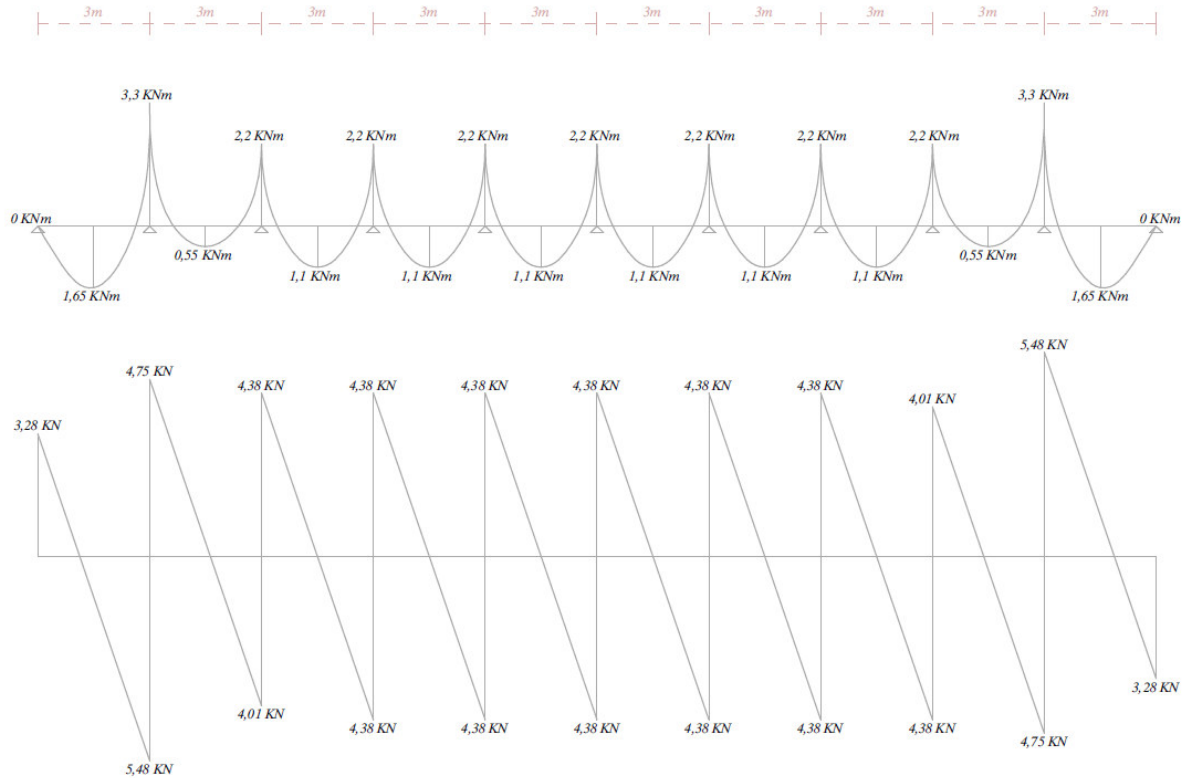 3m 3m 3m 3m 3m 3m 3m 3m 3m 3m
3,3 KNm 3,3 KNm
2,2 KNm 2,2 KNm 2,2 KNm 2,2 KNm 2,2 KNm 2,2 KNm 2,2 KNm
0 KNm 0 KNm
0,55 KNm 0,55 KNm
1,1 KNm 1,1 KNm 1,1 KNm 1,1 KNm 1,1 KNm 1,1 KNm
1,65 KNm 1,65 KNm
5,48 KN
4,75 KN
4,38 KN 4,38 KN 4,38 KN 4,38 KN 4,38 KN 4,38 KN
4,01 KN
3,28 KN
3,28 KN
4,01 KN
4,38 KN 4,38 KN 4,38 KN 4,38 KN 4,38 KN 4,38 KN
4,75 KN
5,48 KN